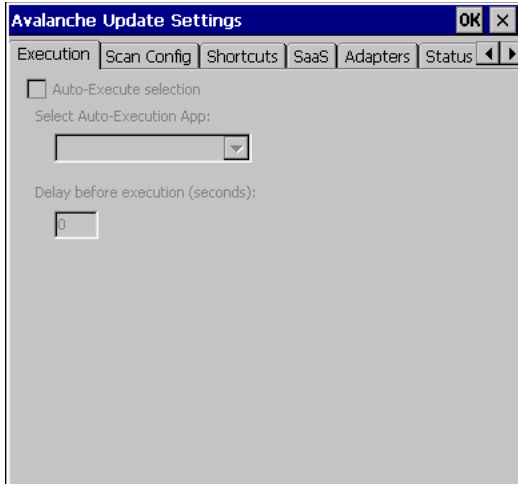 Avalanche Update Settings OK ×
Execution Scan Config Shortcuts SaaS Adapters Status
Auto-Execute selection
Select Auto-Execution App:
Delay before execution (seconds):
0